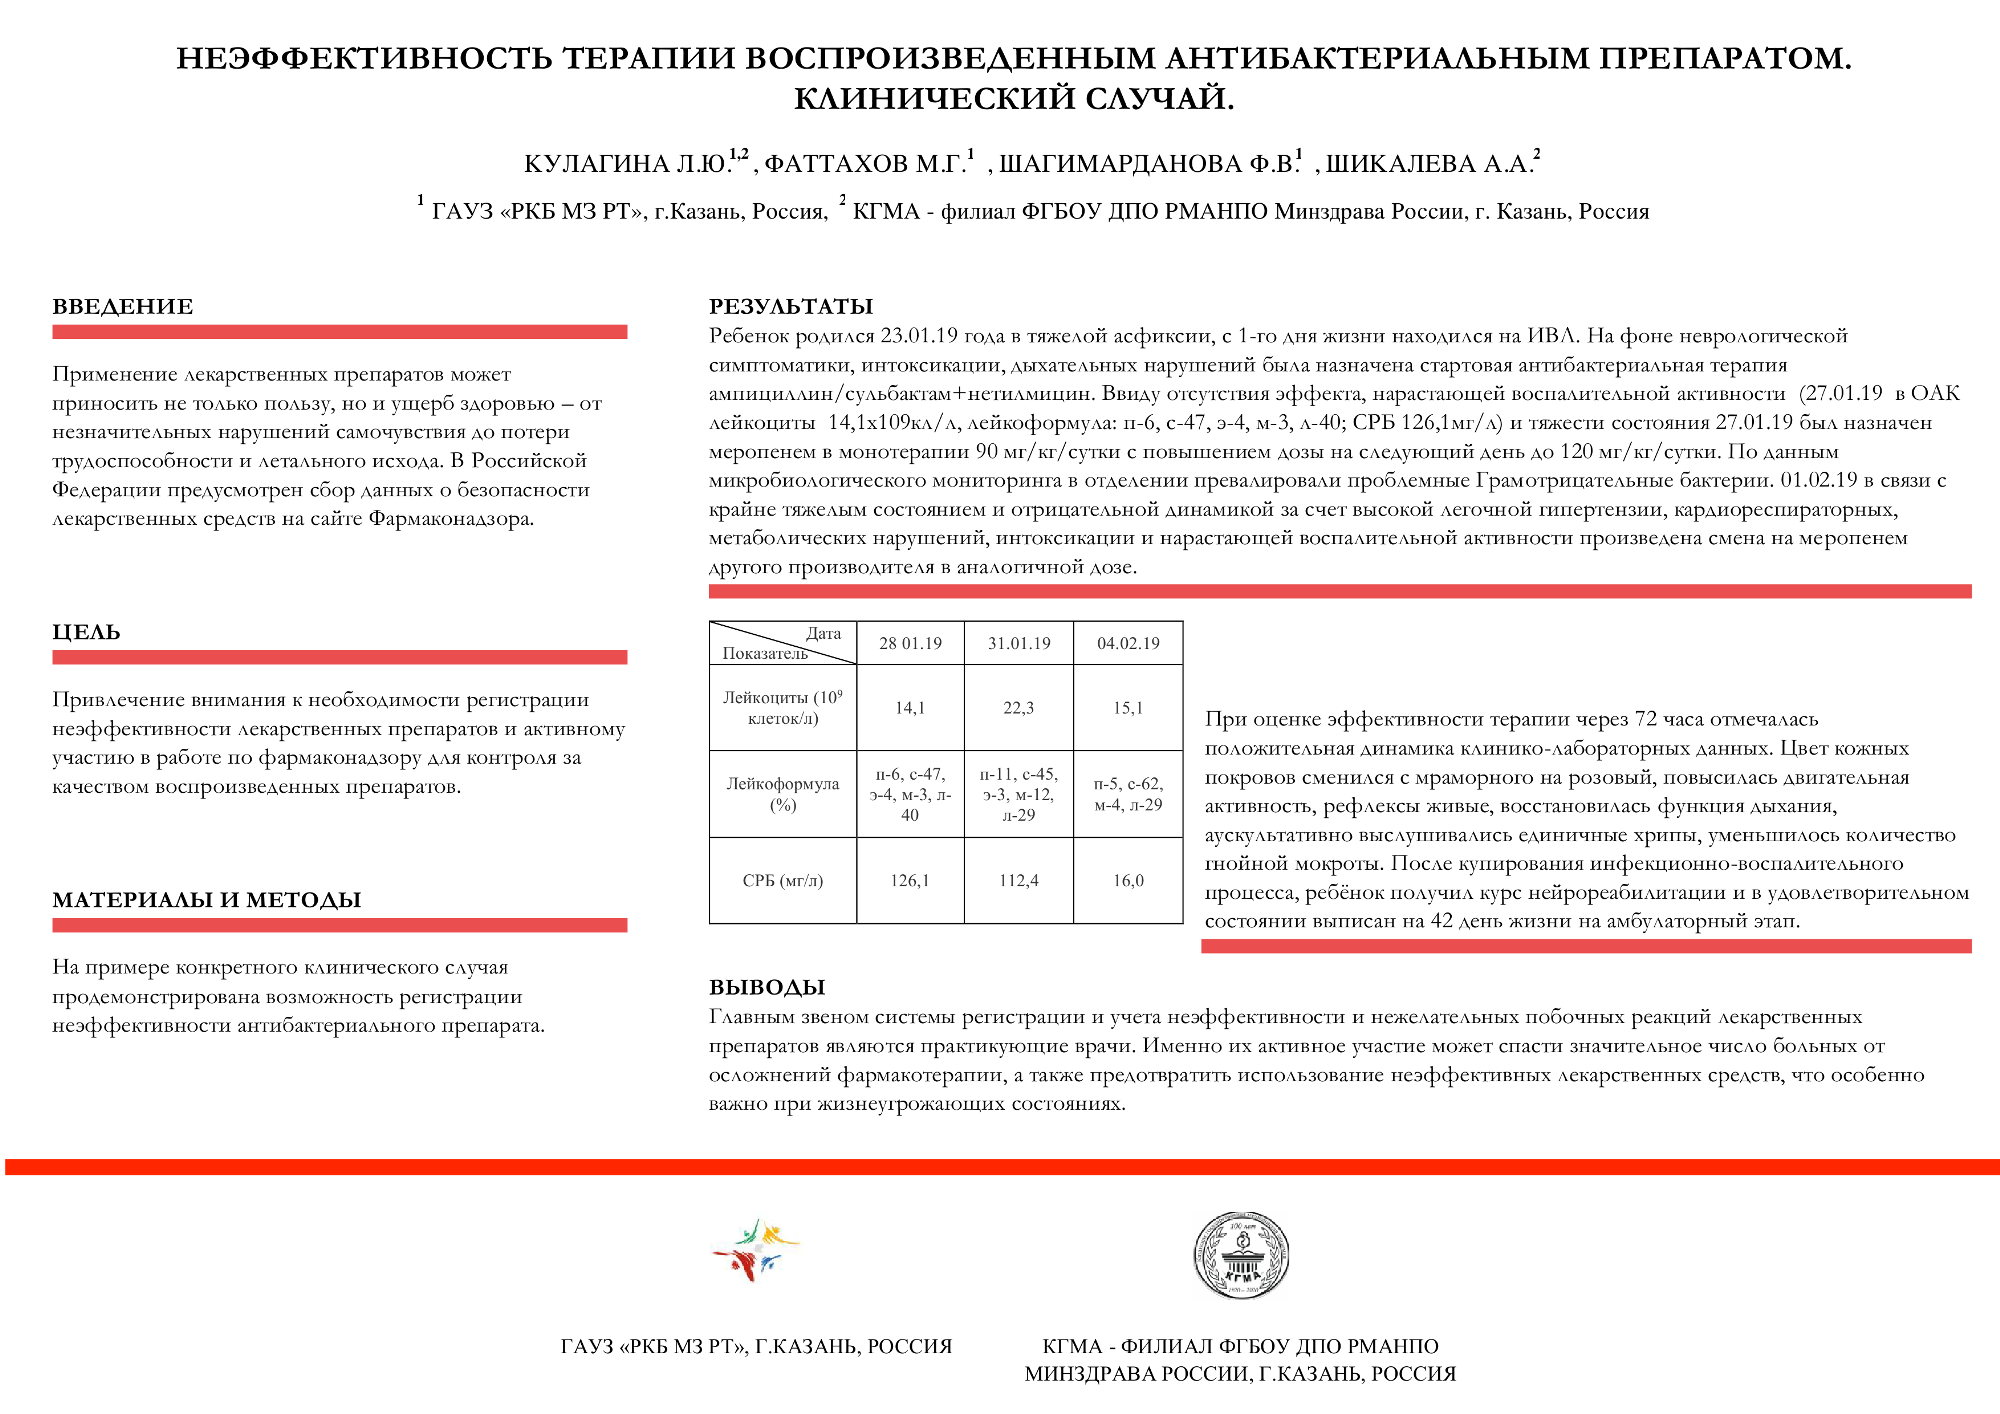 НЕЭФФЕКТИВНОСТЬ ТЕРАПИИ ВОСПРОИЗВЕДЕННЫМ АНТИБАКТЕРИАЛЬНЫМ ПРЕПАРАТОМ.
КЛИНИЧЕСКИЙ СЛУЧАЙ.
КУЛАГИНА Л.Ю.1,2, ФАТТАХОВ М.Г.1 , ШАГИМАРДАНОВА Ф.В.1 , ШИКАЛЕВА А.А.2
1 ГАУЗ «РКБ МЗ РТ», г.Казань, Россия, 2 КГМА - филиал ФГБОУ ДПО РМАНПО Минздрава России, г. Казань, Россия
ВВЕДЕНИЕ
Применение лекарственных препаратов может
приносить не только пользу, но и ущерб здоровью – от
незначительных нарушений самочувствия до потери
трудоспособности и летального исхода. В Российской
Федерации предусмотрен сбор данных о безопасности
лекарственных средств на сайте Фармаконадзора.
ЦЕЛЬ
Привлечение внимания к необходимости регистрации
неэффективности лекарственных препаратов и активному
участию в работе по фармаконадзору для контроля за
качеством воспроизведенных препаратов.
МАТЕРИАЛЫ И МЕТОДЫ
На примере конкретного клинического случая
продемонстрирована возможность регистрации
неэффективности антибактериального препарата.
РЕЗУЛЬТАТЫ
Ребенок родился 23.01.19 года в тяжелой асфиксии, с 1-го дня жизни находился на ИВЛ. На фоне неврологической
симптоматики, интоксикации, дыхательных нарушений была назначена стартовая антибактериальная терапия
ампициллин/сульбактам+нетилмицин. Ввиду отсутствия эффекта, нарастающей воспалительной активности (27.01.19 в ОАК
лейкоциты 14,1х109кл/л, лейкоформула: п-6, с-47, э-4, м-3, л-40; СРБ 126,1мг/л) и тяжести состояния 27.01.19 был назначен
меропенем в монотерапии 90 мг/кг/сутки с повышением дозы на следующий день до 120 мг/кг/сутки. По данным
микробиологического мониторинга в отделении превалировали проблемные Грамотрицательные бактерии. 01.02.19 в связи с
крайне тяжелым состоянием и отрицательной динамикой за счет высокой легочной гипертензии, кардиореспираторных,
метаболических нарушений, интоксикации и нарастающей воспалительной активности произведена смена на меропенем
другого производителя в аналогичной дозе.
Дата
Показатель
28 01.19
31.01.19
04.02.19
Лейкоциты (10⁹
клеток/л)
14,1
22,3
15,1
Лейкоформула
(%)
п-6, с-47,
э-4, м-3, л-
40
п-11, с-45,
э-3, м-12,
л-29
п-5, с-62,
м-4, л-29
СРБ (мг/л)
126,1
112,4
16,0
При оценке эффективности терапии через 72 часа отмечалась
положительная динамика клинико-лабораторных данных. Цвет кожных
покровов сменился с мраморного на розовый, повысилась двигательная
активность, рефлексы живые, восстановилась функция дыхания,
аускультативно выслушивались единичные хрипы, уменьшилось количество
гнойной мокроты. После купирования инфекционно-воспалительного
процесса, ребёнок получил курс нейрореабилитации и в удовлетворительном
состоянии выписан на 42 день жизни на амбулаторный этап.
ВЫВОДЫ
Главным звеном системы регистрации и учета неэффективности и нежелательных побочных реакций лекарственных
препаратов являются практикующие врачи. Именно их активное участие может спасти значительное число больных от
осложнений фармакотерапии, а также предотвратить использование неэффективных лекарственных средств, что особенно
важно при жизнеугрожающих состояниях.
100 лет
КГМА
1920 – 2020
ГАУЗ «РКБ МЗ РТ», Г.КАЗАНЬ, РОССИЯ
КГМА - ФИЛИАЛ ФГБОУ ДПО РМАНПО
МИНЗДРАВА РОССИИ, Г.КАЗАНЬ, РОССИЯ